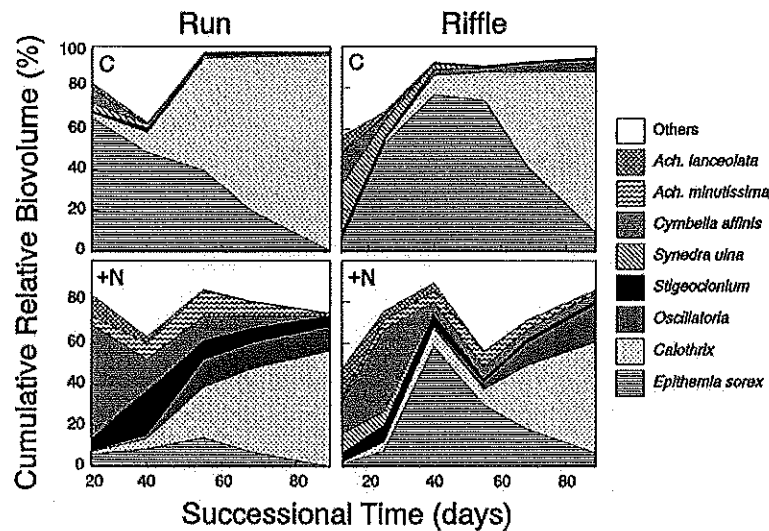 Run Riffle
Cumulative Relative Biovolume (%)
100
80
60
40
20
0
C
C
+N
80
60
40
20
0
+N
20 40 60 80
20 40 60 80
Successional Time (days)
Others
Ach. lanceolata
Ach. minutissima
Cymbella affinis
Synedra ulna
Stigeoclonium
Oscillatoria
Calothrix
Epithemia sorex